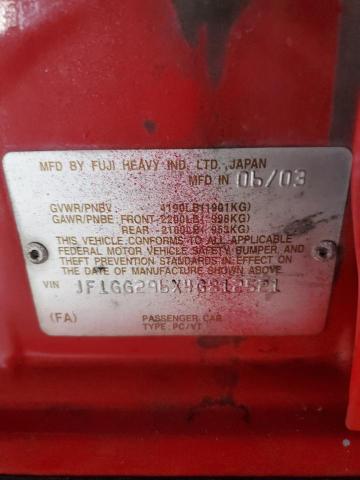 MFD BY FUJI HEAVY IND. LTD., JAPAN
MFD IN 06/03
GVWR/PNBV 4190LB(1901KG)
GAWR/PNBE FRONT-2200LB(998KG)
REAR -2100LB(953KG)
THIS VEHICLE CONFORMS TO ALL APPLICABLE
FEDERAL MOTOR VEHICLE SAFETY, BUMPER, AND
THEFT PREVENTION STANDARDS IN EFFECT ON
THE DATE OF MANUFACTURE SHOWN ABOVE.
VIN
(FA) PASSENGER CAR
TYPE: PC/VT